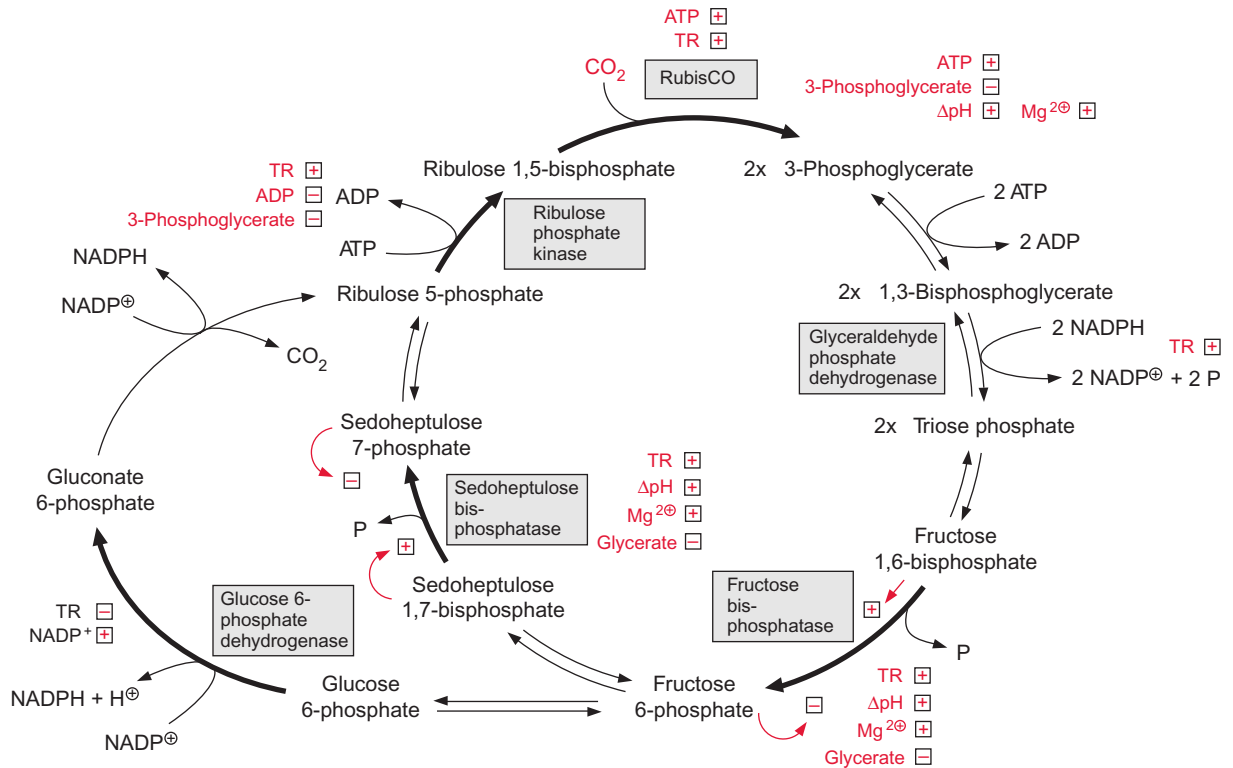 ATP +
TR +
CO2
RubisCO
ATP +
3-Phosphoglycerate −
ΔpH + Mg2⊕ +
Ribulose 1,5-bisphosphate
2x 3-Phosphoglycerate
TR +
ADP −
3-Phosphoglycerate −
ADP
ATP
Ribulose
phosphate
kinase
2 ATP
2 ADP
NADPH
NADP⊕
CO2
Ribulose 5-phosphate
2x 1,3-Bisphosphoglycerate
Glyceraldehyde
phosphate
dehydrogenase
2 NADPH
TR +
2 NADP⊕ + 2 P
Sedoheptulose
7-phosphate
−
2x Triose phosphate
Gluconate
6-phosphate
P
+
Sedoheptulose
bis-
phosphatase
TR +
ΔpH +
Mg2⊕ +
Glycerate −
Fructose
1,6-bisphosphate
Sedoheptulose
1,7-bisphosphate
Fructose
bis-
phosphatase
+
P
TR −
NADP+ +
Glucose 6-
phosphate
dehydrogenase
NADPH + H⊕
NADP⊕
Glucose
6-phosphate
Fructose
6-phosphate
−
TR +
ΔpH +
Mg2⊕ +
Glycerate −